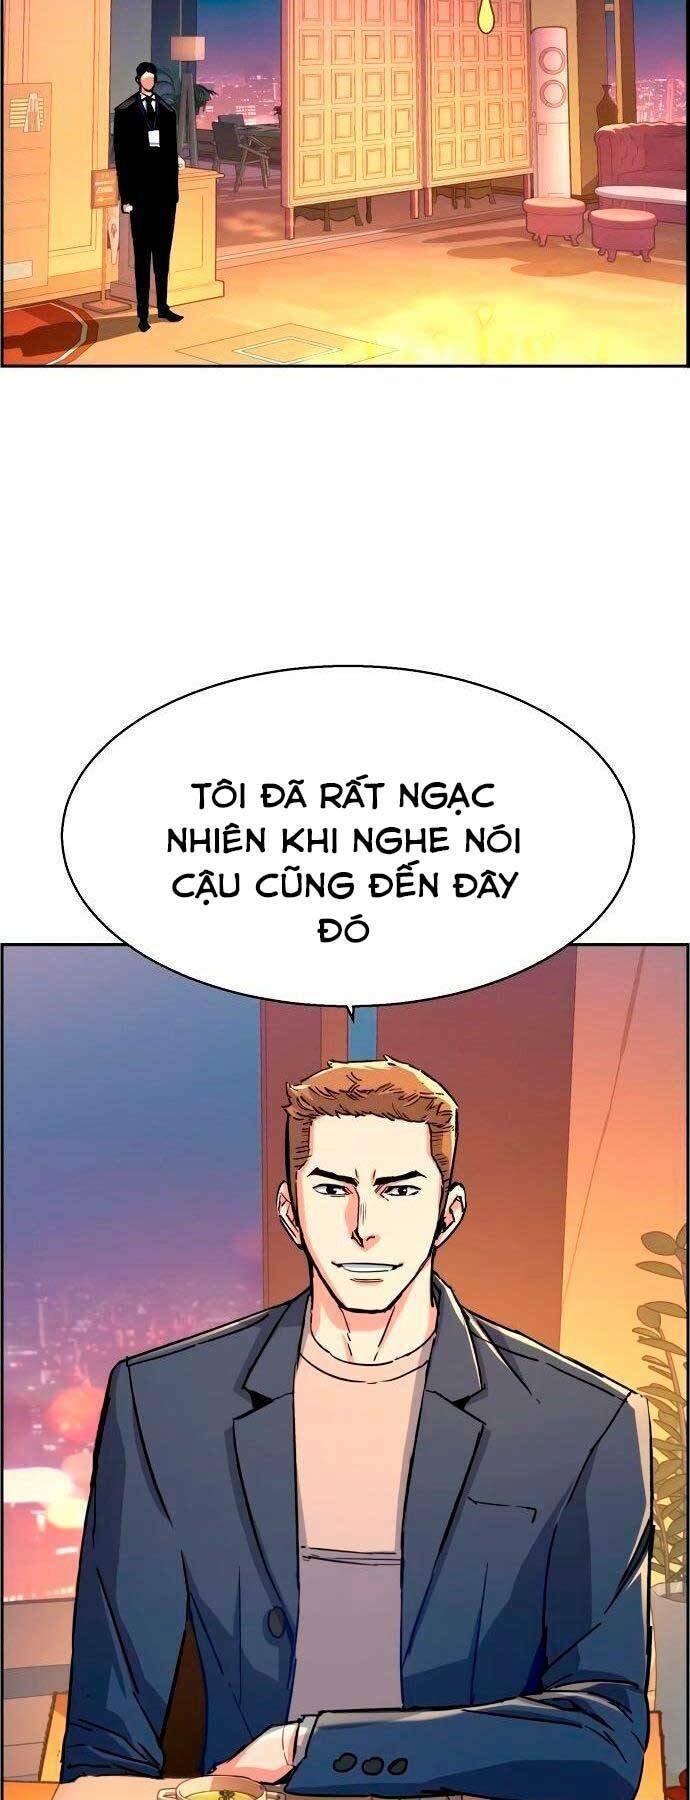 TÔI ĐÃ RẤT NGẠC
NHIÊN KHI NGHE NÓI
CẬU CŨNG ĐẾN ĐÂY
ĐÓ